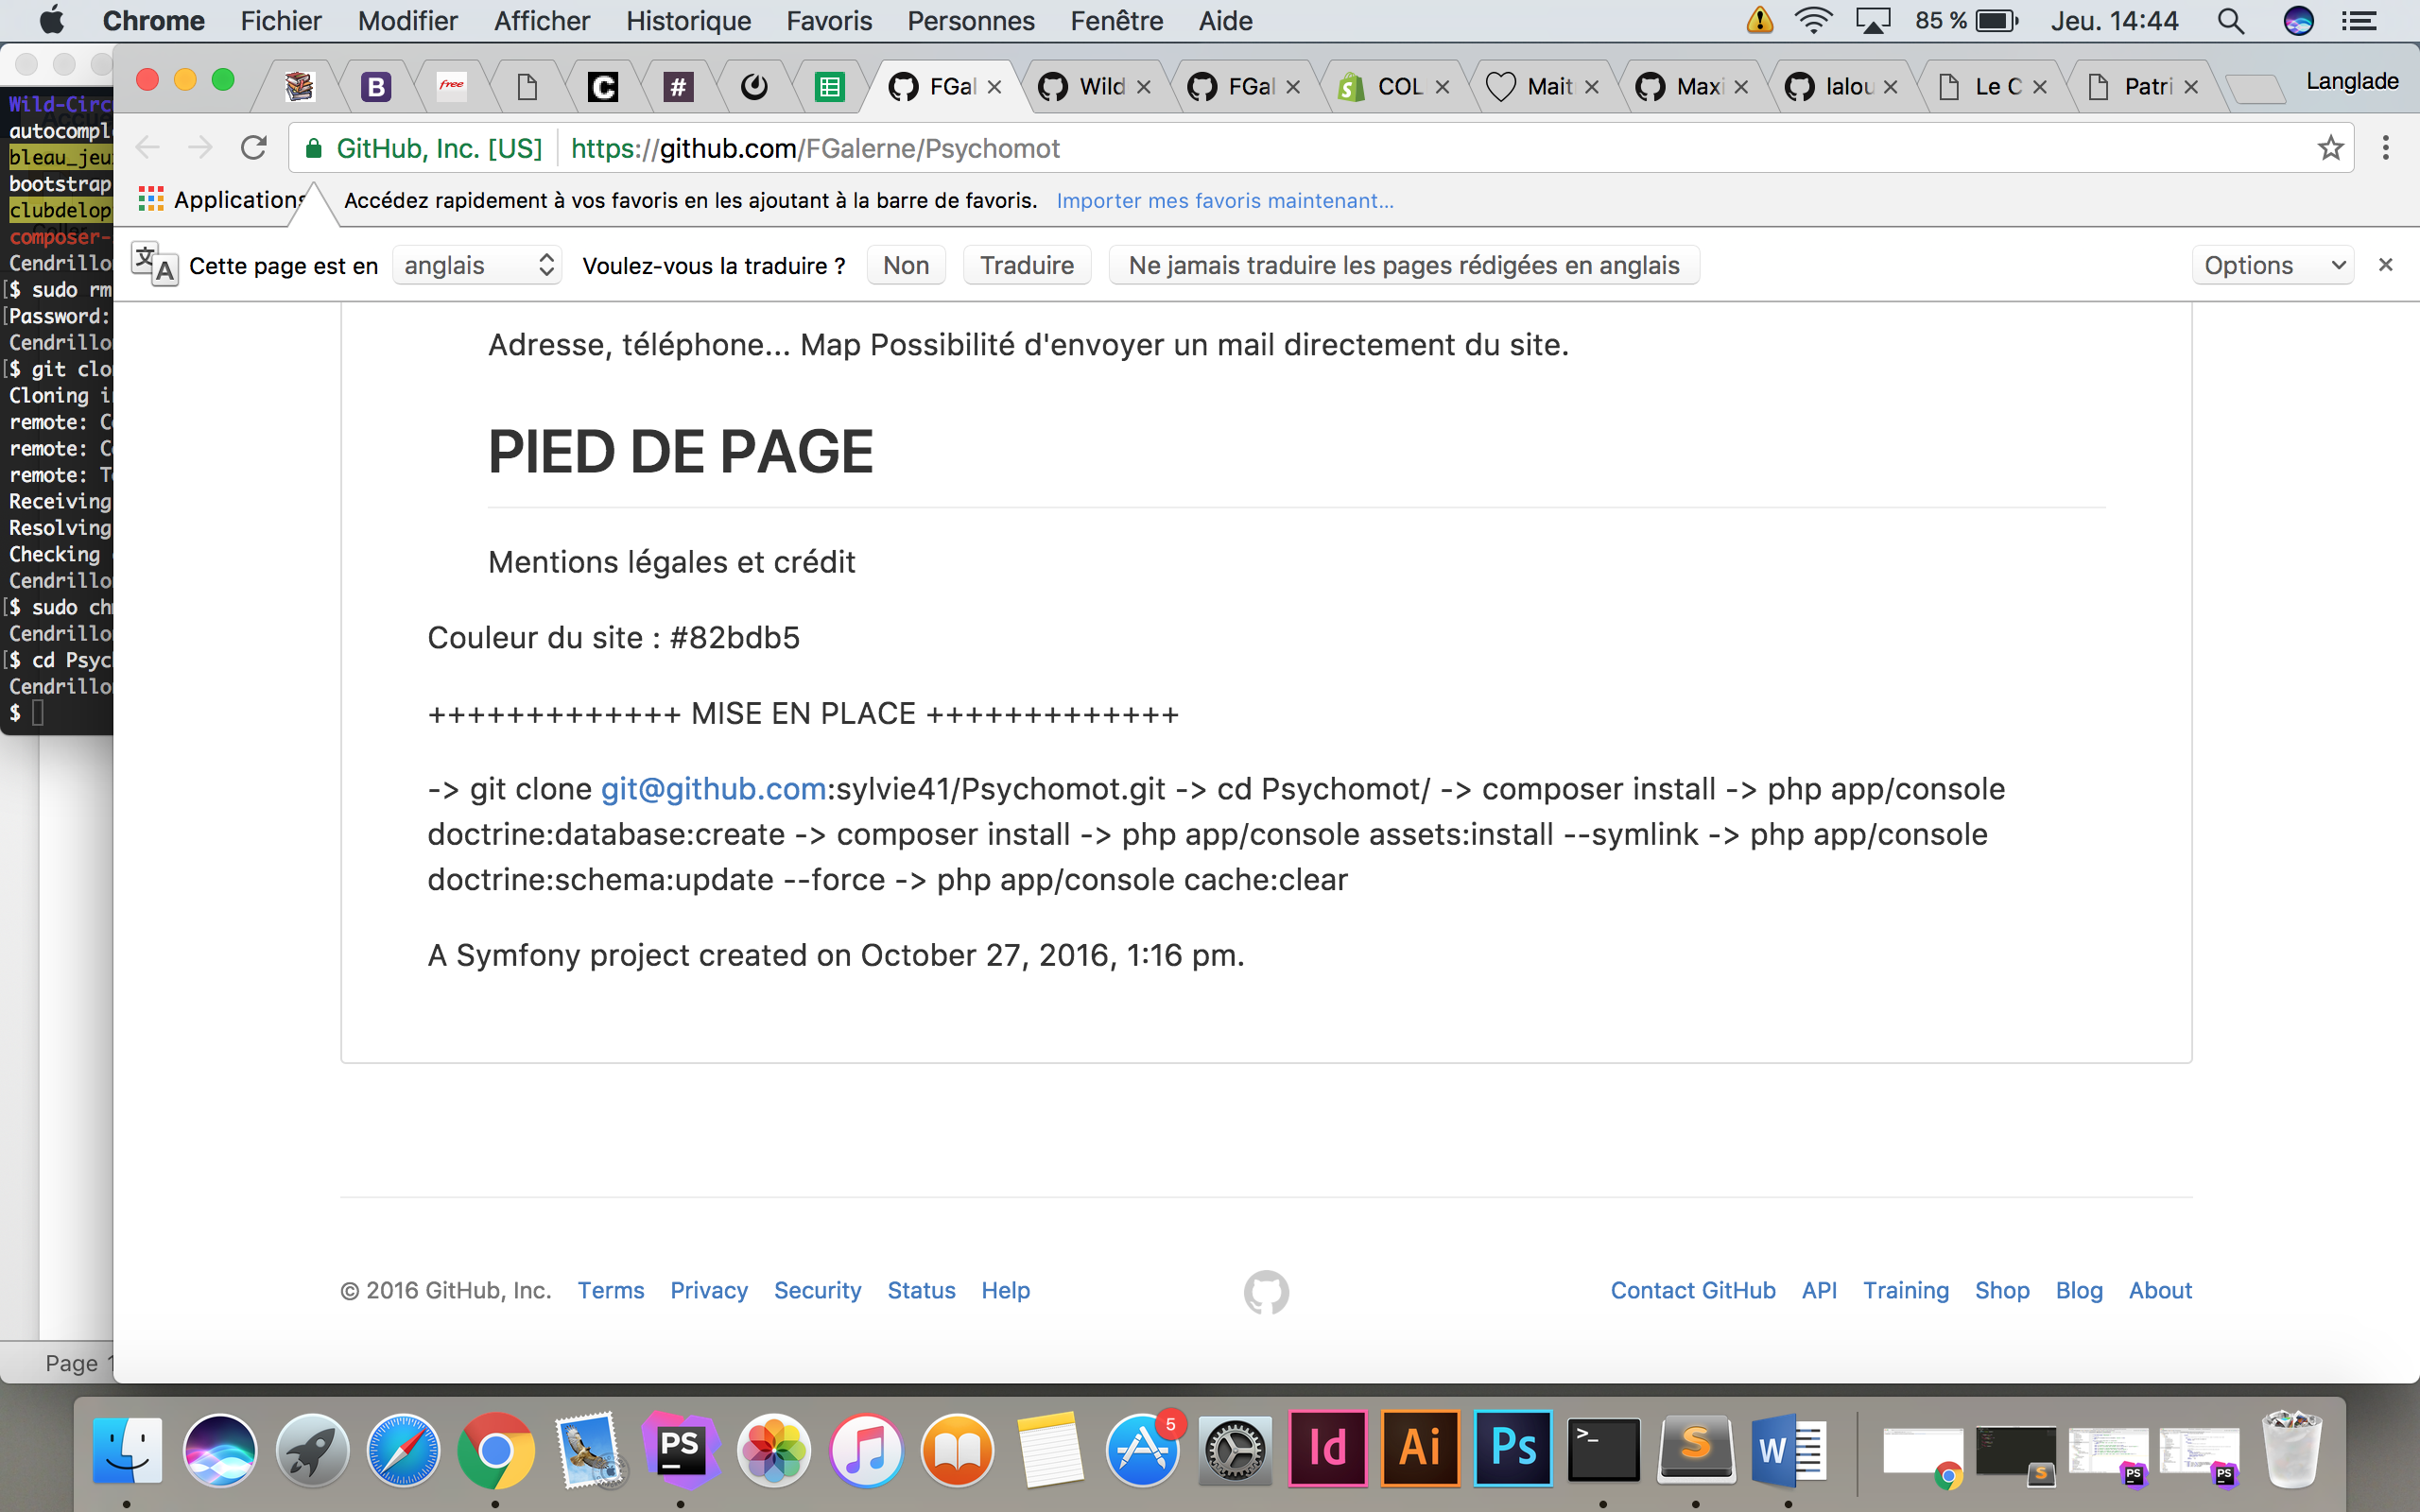 Chrome Fichier Modifier Afficher Historique Favoris Personnes Fenêtre Aide 85 % Jeu. 14:44
FGal Wild FGal COL Mait Maxi lalou Le C Patri Langlade
GitHub, Inc. [US] https://github.com/FGalerne/Psychomot
Applications Accédez rapidement à vos favoris en les ajoutant à la barre de favoris. Importer mes favoris maintenant...
Cette page est en anglais Voulez-vous la traduire ? Non Traduire Ne jamais traduire les pages rédigées en anglais Options
Wild-Circ
autocompl
bleau_jeu
bootstrap
clubdelop
composer-
Cendrillo
$ sudo rm
Password:
Cendrillo
$ git clo
Cloning i
remote: C
remote: C
remote: T
Receiving
Resolving
Checking
Cendrillo
$ sudo ch
Cendrillo
$ cd Psyc
Cendrillo
$
Adresse, téléphone... Map Possibilité d'envoyer un mail directement du site.
PIED DE PAGE
Mentions légales et crédit
Couleur du site : #82bdb5
+++++++++++++ MISE EN PLACE +++++++++++++
-> git clone git@github.com:sylvie41/Psychomot.git -> cd Psychomot/ -> composer install -> php app/console
doctrine:database:create -> composer install -> php app/console assets:install --symlink -> php app/console
doctrine:schema:update --force -> php app/console cache:clear
A Symfony project created on October 27, 2016, 1:16 pm.
© 2016 GitHub, Inc. Terms Privacy Security Status Help Contact GitHub API Training Shop Blog About
Page 1
PS 5 Id Ai Ps S W